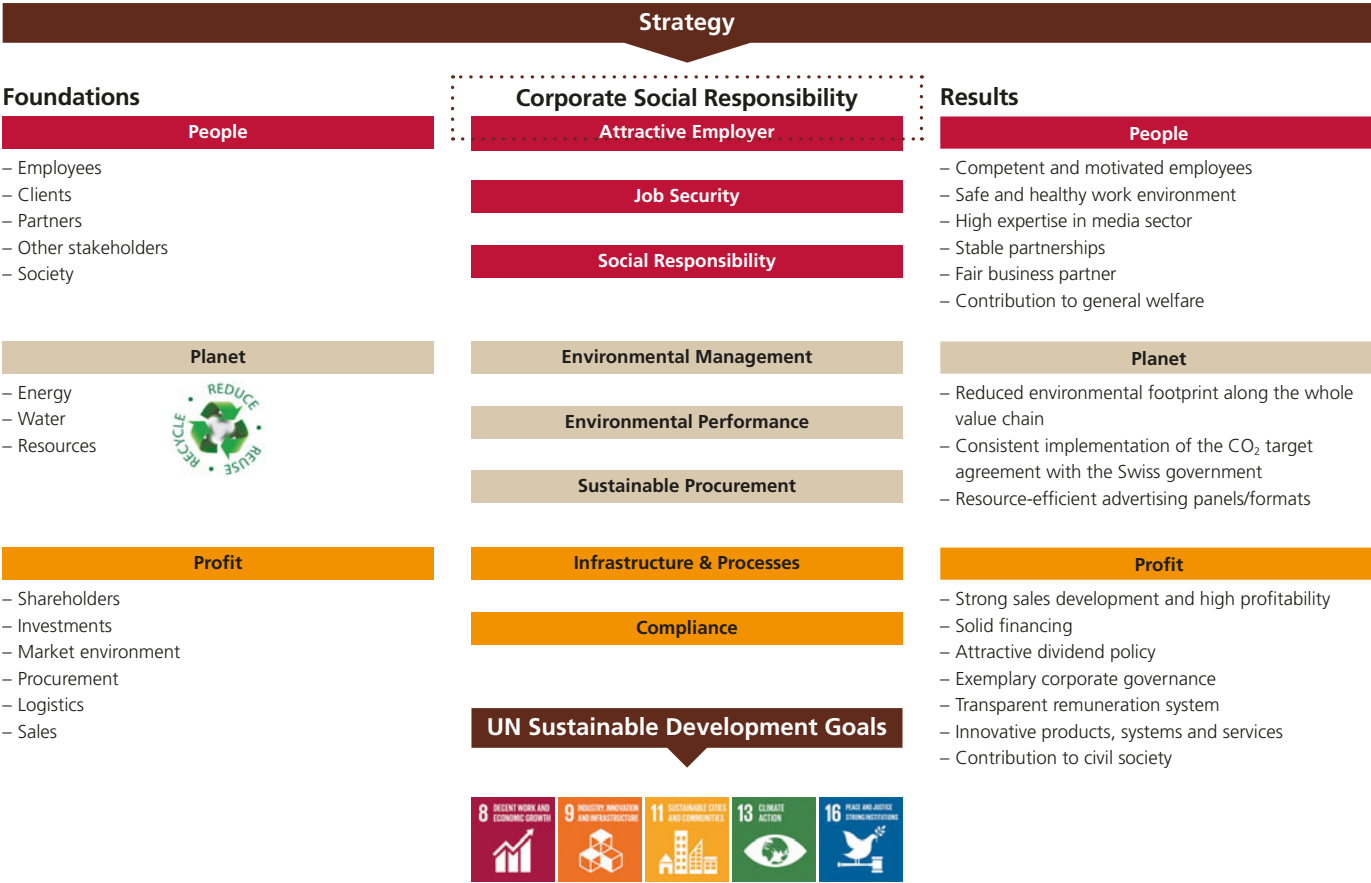 Strategy
Foundations
People
– Employees
– Clients
– Partners
– Other stakeholders
– Society
Planet
– Energy
– Water
– Resources
REDUCE
REUSE
RECYCLE
Profit
– Shareholders
– Investments
– Market environment
– Procurement
– Logistics
– Sales
Corporate Social Responsibility
Attractive Employer
Job Security
Social Responsibility
Environmental Management
Environmental Performance
Sustainable Procurement
Infrastructure & Processes
Compliance
UN Sustainable Development Goals
8 DECENT WORK AND
ECONOMIC GROWTH
9 INDUSTRY, INNOVATION
AND INFRASTRUCTURE
11 SUSTAINABLE CITIES
AND COMMUNITIES
13 CLIMATE
ACTION
16 PEACE AND JUSTICE
STRONG INSTITUTIONS
Results
People
– Competent and motivated employees
– Safe and healthy work environment
– High expertise in media sector
– Stable partnerships
– Fair business partner
– Contribution to general welfare
Planet
– Reduced environmental footprint along the whole
value chain
– Consistent implementation of the CO₂ target
agreement with the Swiss government
– Resource-efficient advertising panels/formats
Profit
– Strong sales development and high profitability
– Solid financing
– Attractive dividend policy
– Exemplary corporate governance
– Transparent remuneration system
– Innovative products, systems and services
– Contribution to civil society